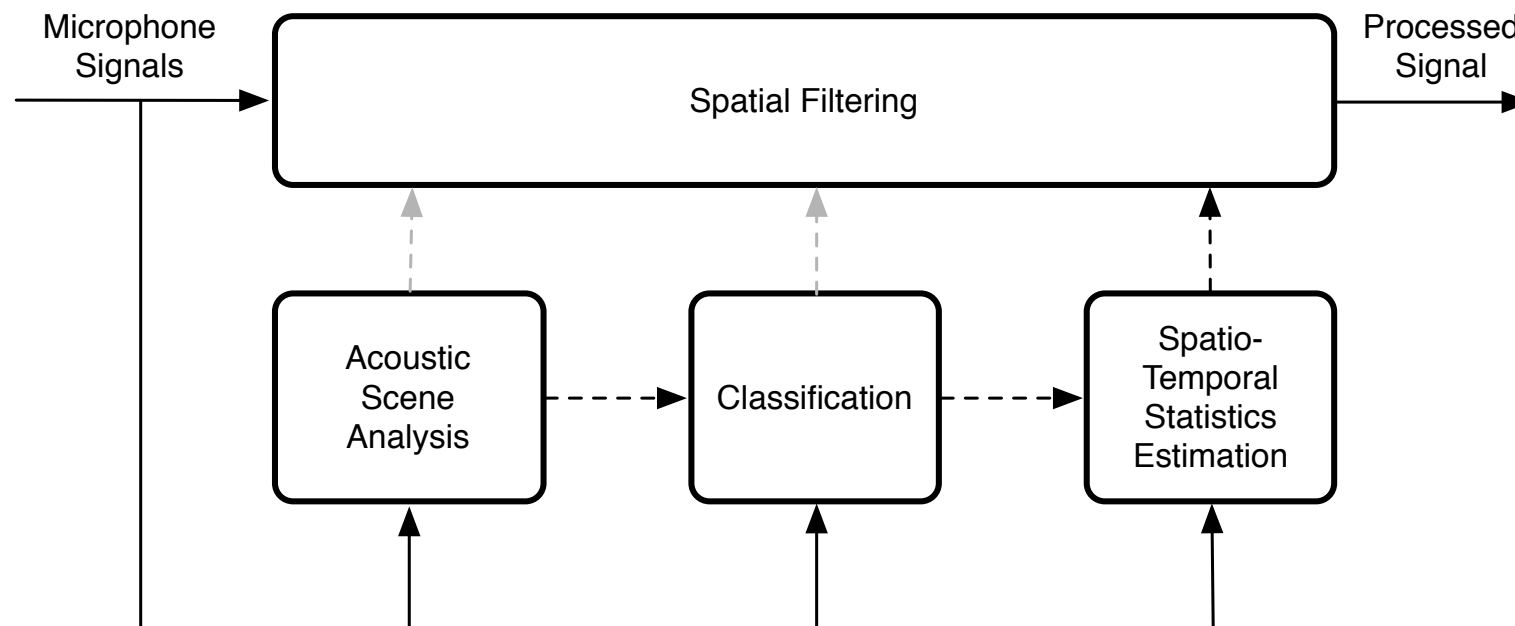 Microphone
Signals
Processed
Signal
Spatial Filtering
Acoustic
Scene
Analysis
Classification
Spatio-
Temporal
Statistics
Estimation